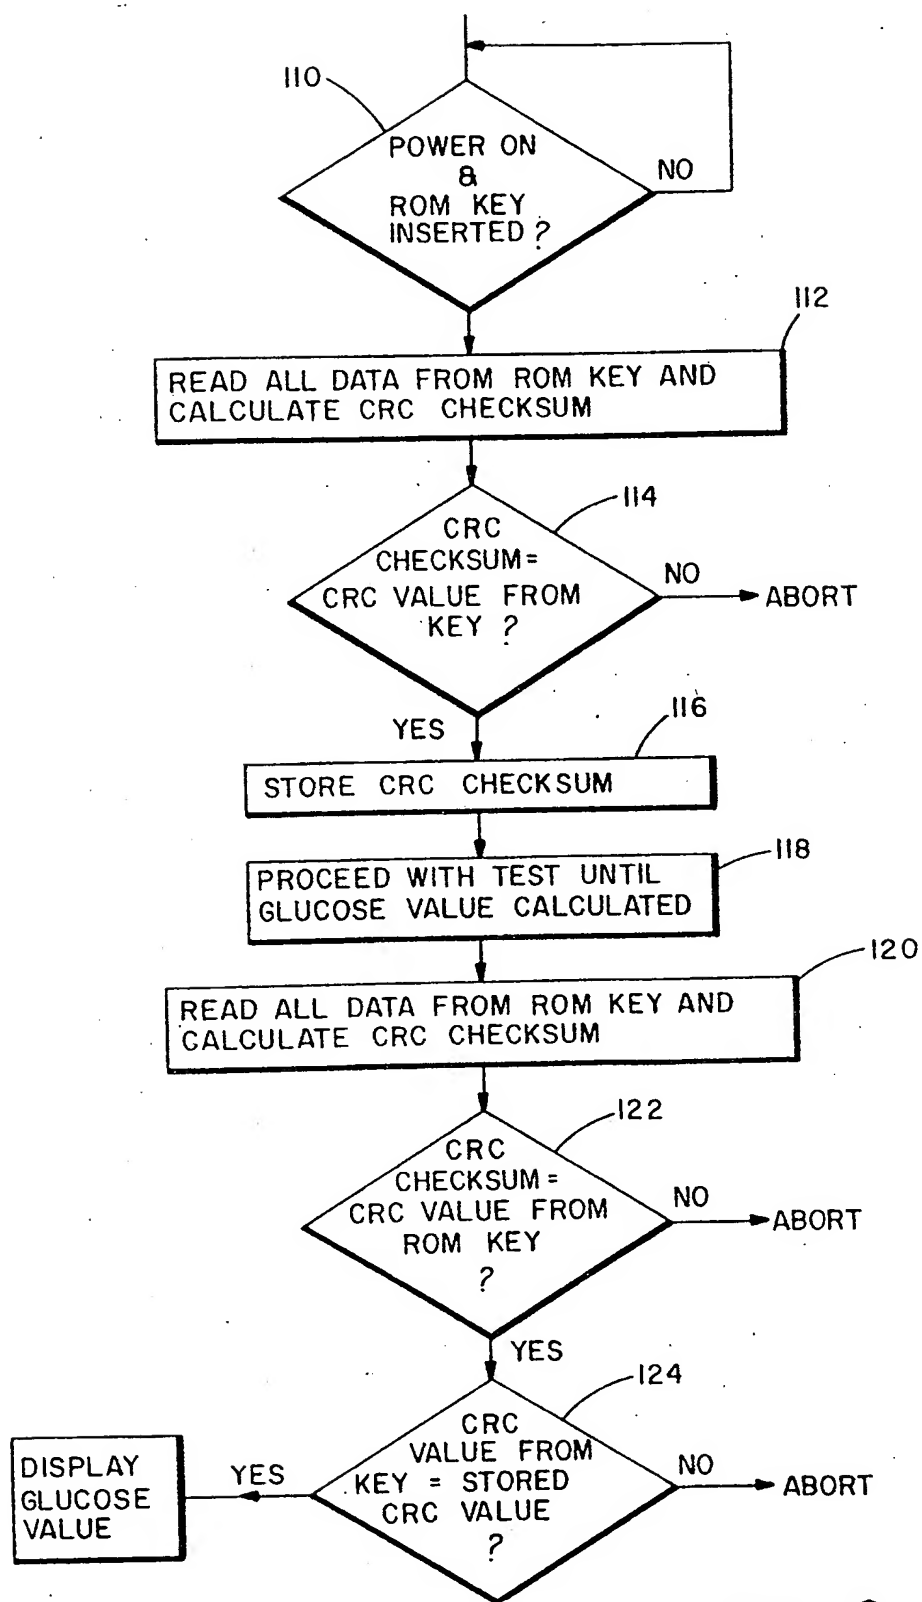 110
POWER ON
&
ROM KEY
INSERTED?
NO
112
READ ALL DATA FROM ROM KEY AND
CALCULATE CRC CHECKSUM
114
CRC
CHECKSUM=
CRC VALUE FROM
KEY ?
NO
ABORT
YES
116
STORE CRC CHECKSUM
118
PROCEED WITH TEST UNTIL
GLUCOSE VALUE CALCULATED
120
READ ALL DATA FROM ROM KEY AND
CALCULATE CRC CHECKSUM
122
CRC
CHECKSUM=
CRC VALUE FROM
ROM KEY
?
NO
ABORT
YES
124
CRC
VALUE FROM
KEY = STORED
CRC VALUE
?
NO
ABORT
YES
DISPLAY
GLUCOSE
VALUE